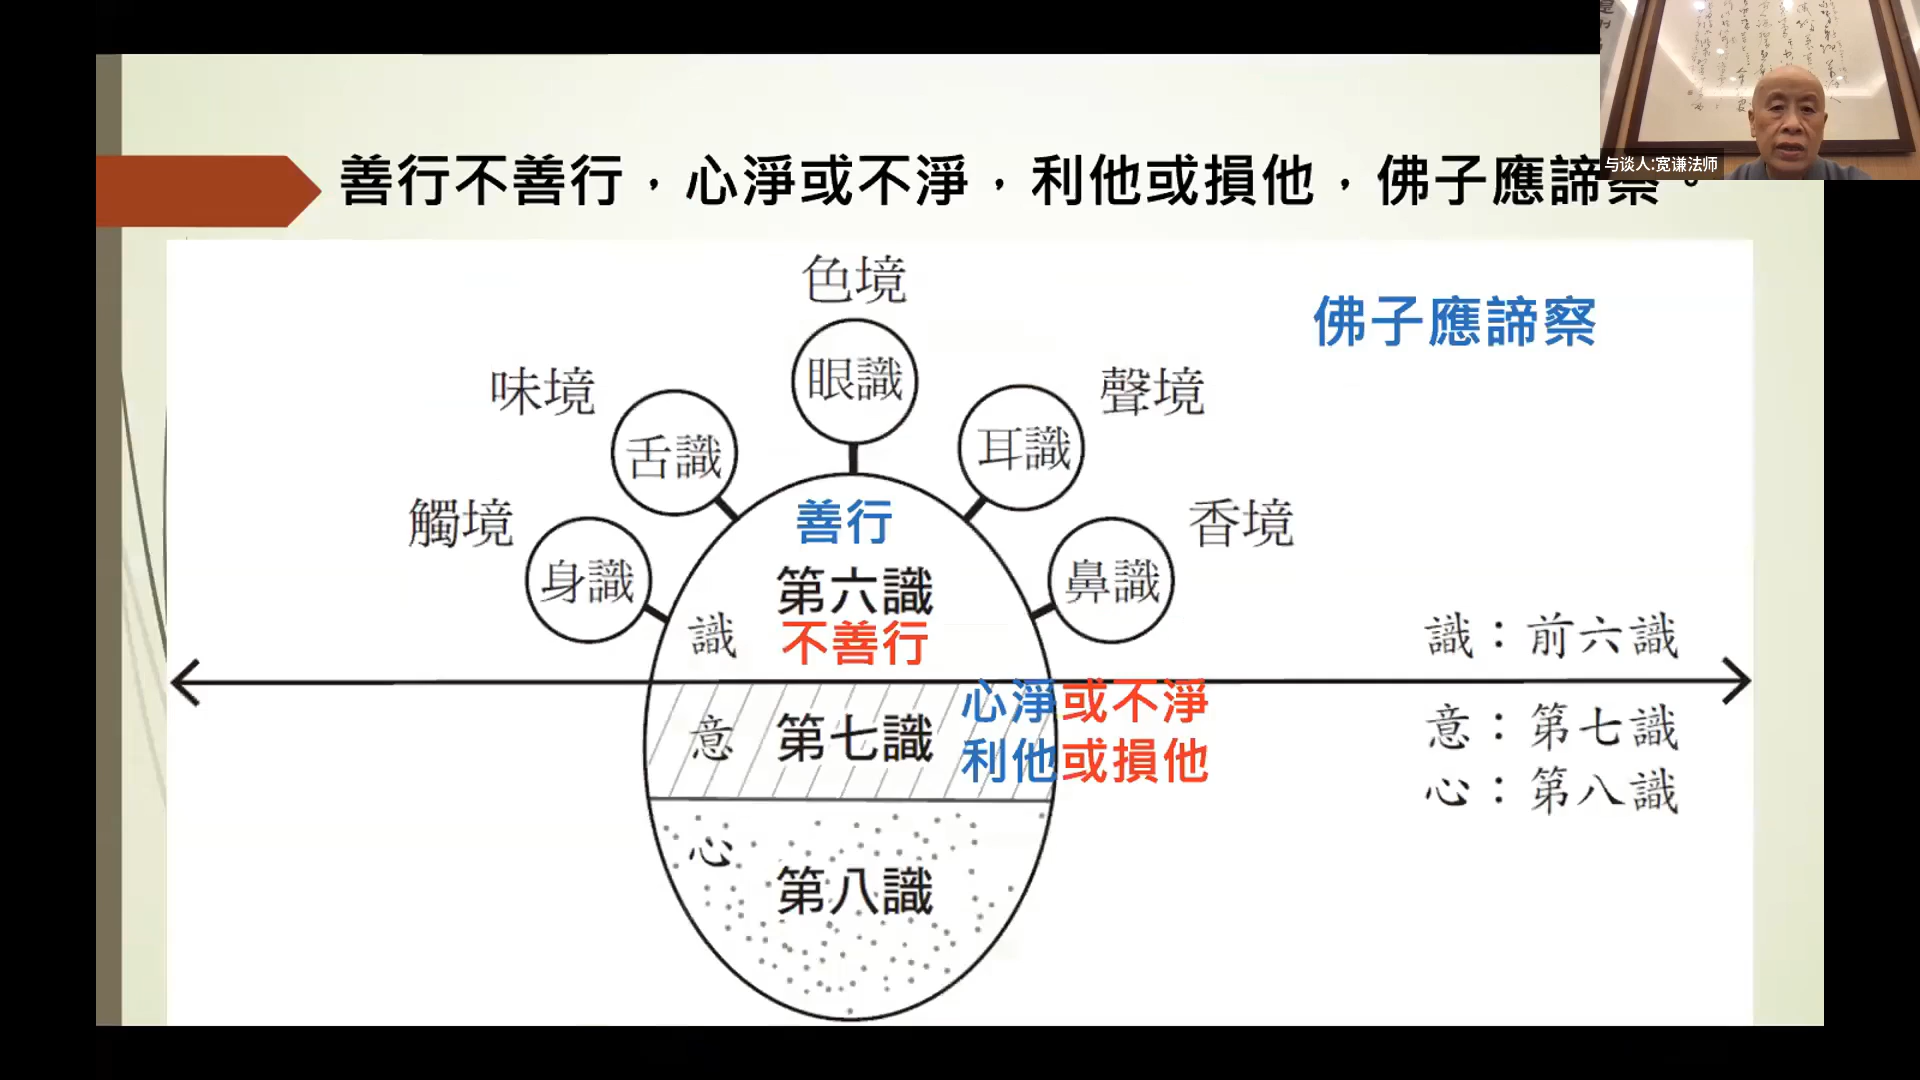 善行不善行，心淨或不淨，利他或損他，佛子應諦察。
与谈人:宽谦法师
色境
佛子應諦察
眼識
味境
聲境
舌識
耳識
觸境
香境
善行
身識
鼻識
第六識
識
不善行
識：前六識
心淨或不淨
意
第七識
意：第七識
利他或損他
心：第八識
心
第八識